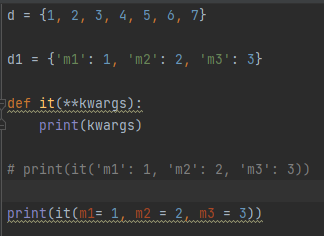 d = {1, 2, 3, 4, 5, 6, 7}
d1 = {'m1': 1, 'm2': 2, 'm3': 3}
def it(**kwargs):
    print(kwargs)
# print(it('m1': 1, 'm2': 2, 'm3': 3))
print(it(m1= 1, m2 = 2, m3 = 3))